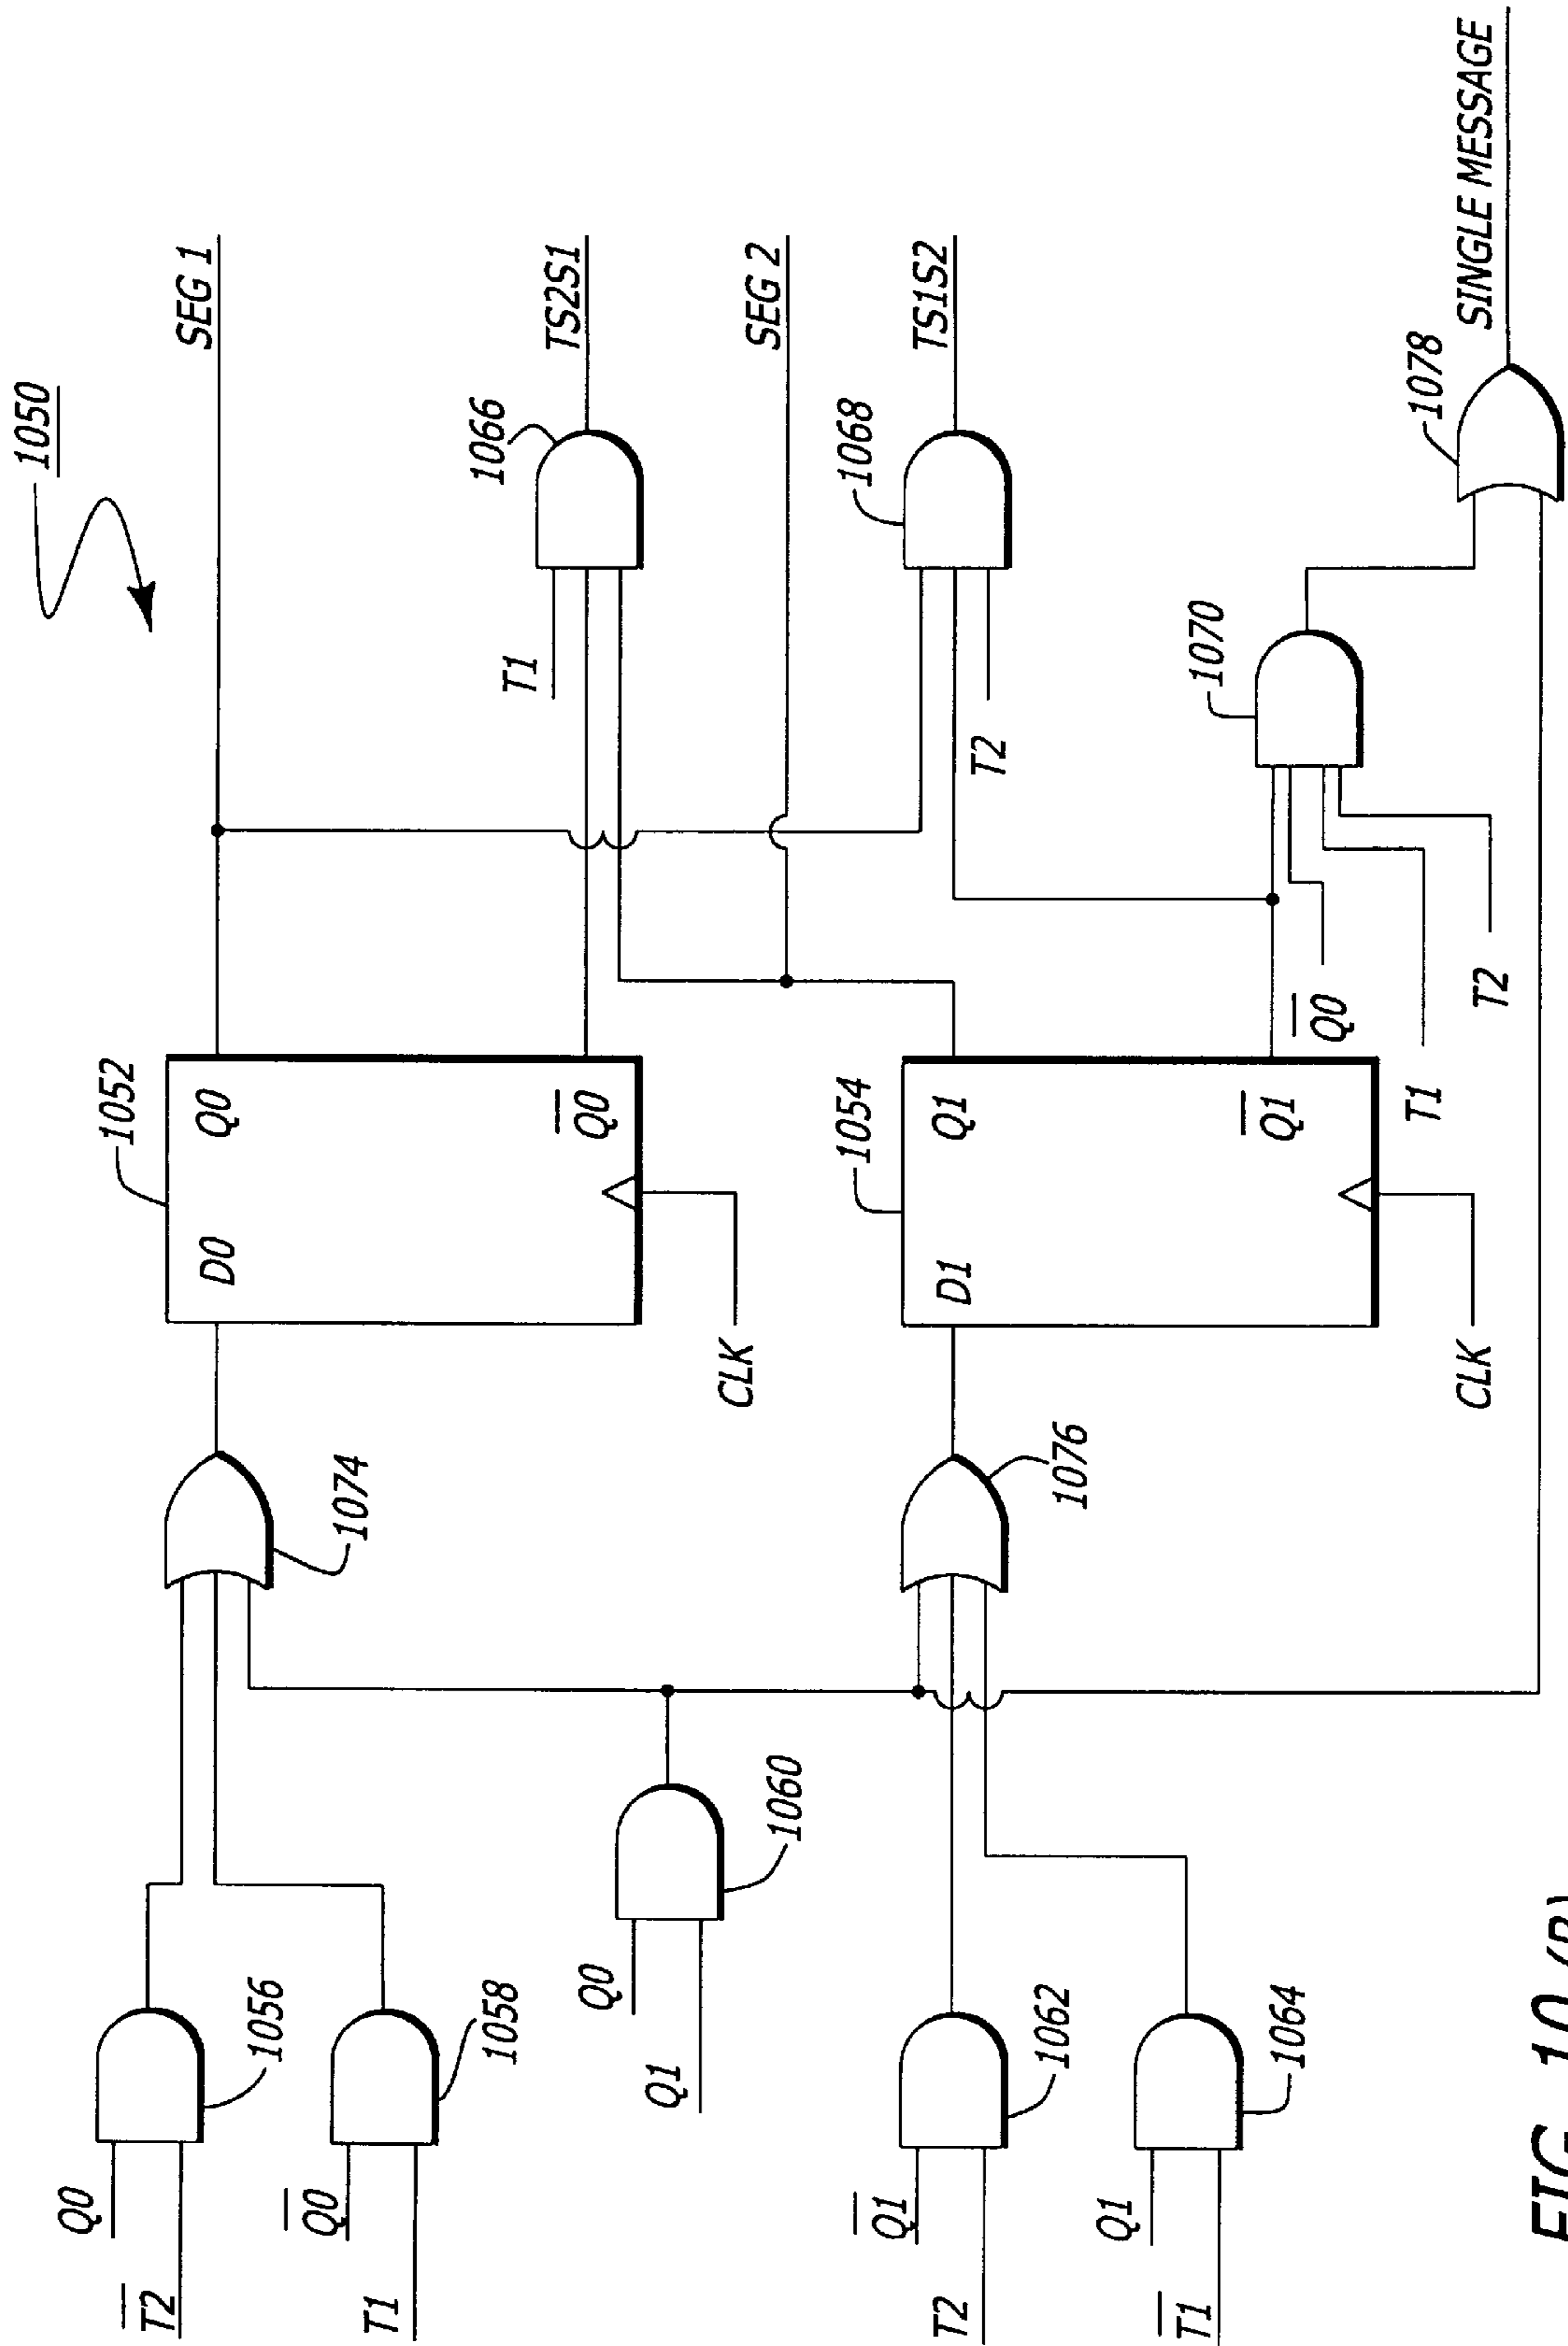 1050
SEG 1
1052
Q0
D0
Q0
CLK
1074
Q0
T2
1056
Q0
T1
1058
T1
1066
TS2S1
SEG 2
Q0
Q1
1060
1054
Q1
D1
Q1
CLK
1076
Q1
T2
1062
Q1
T1
1064
T2
1068
TS1S2
1070
Q0
T1
T2
1078
SINGLE MESSAGE
FIG. 10 (B)